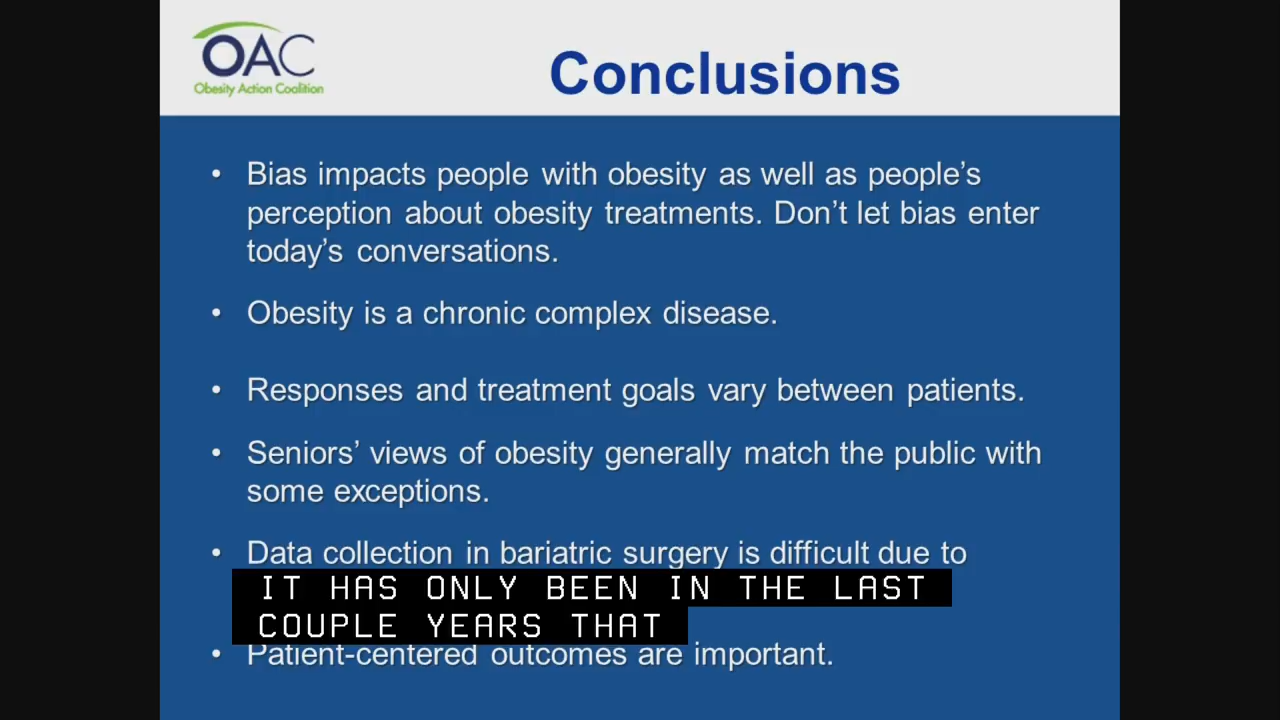 OAC
Obesity Action Coalition
Conclusions
• Bias impacts people with obesity as well as people’s
perception about obesity treatments. Don’t let bias enter
today’s conversations.
• Obesity is a chronic complex disease.
• Responses and treatment goals vary between patients.
• Seniors’ views of obesity generally match the public with
some exceptions.
• Data collection in bariatric surgery is difficult due to
IT HAS ONLY BEEN IN THE LAST
COUPLE YEARS THAT
• Patient-centered outcomes are important.